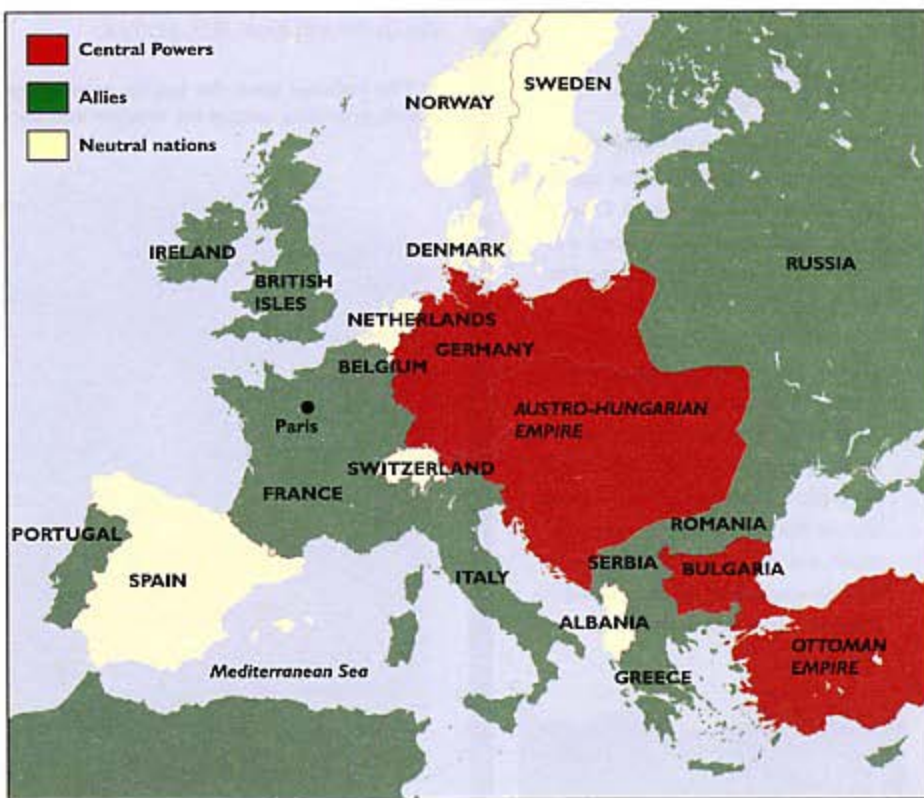 Central Powers
Allies
Neutral nations
NORWAY
SWEDEN
IRELAND
BRITISH
ISLES
DENMARK
RUSSIA
NETHERLANDS
GERMANY
BELGIUM
Paris
AUSTRO-HUNGARIAN
EMPIRE
SWITZERLAND
FRANCE
PORTUGAL
SPAIN
ITALY
ROMANIA
SERBIA
BULGARIA
ALBANIA
GREECE
OTTOMAN
EMPIRE
Mediterranean Sea